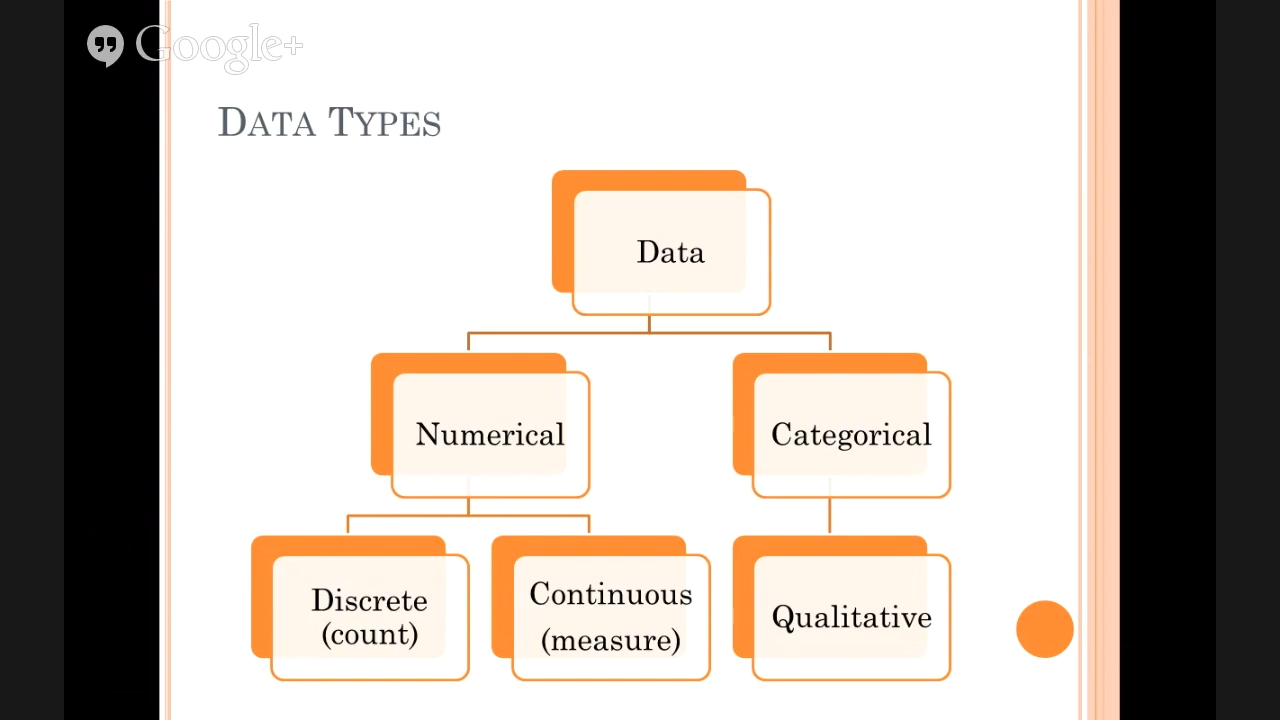 Google+
DATA TYPES
Data
Numerical
Categorical
Discrete
(count)
Continuous
(measure)
Qualitative